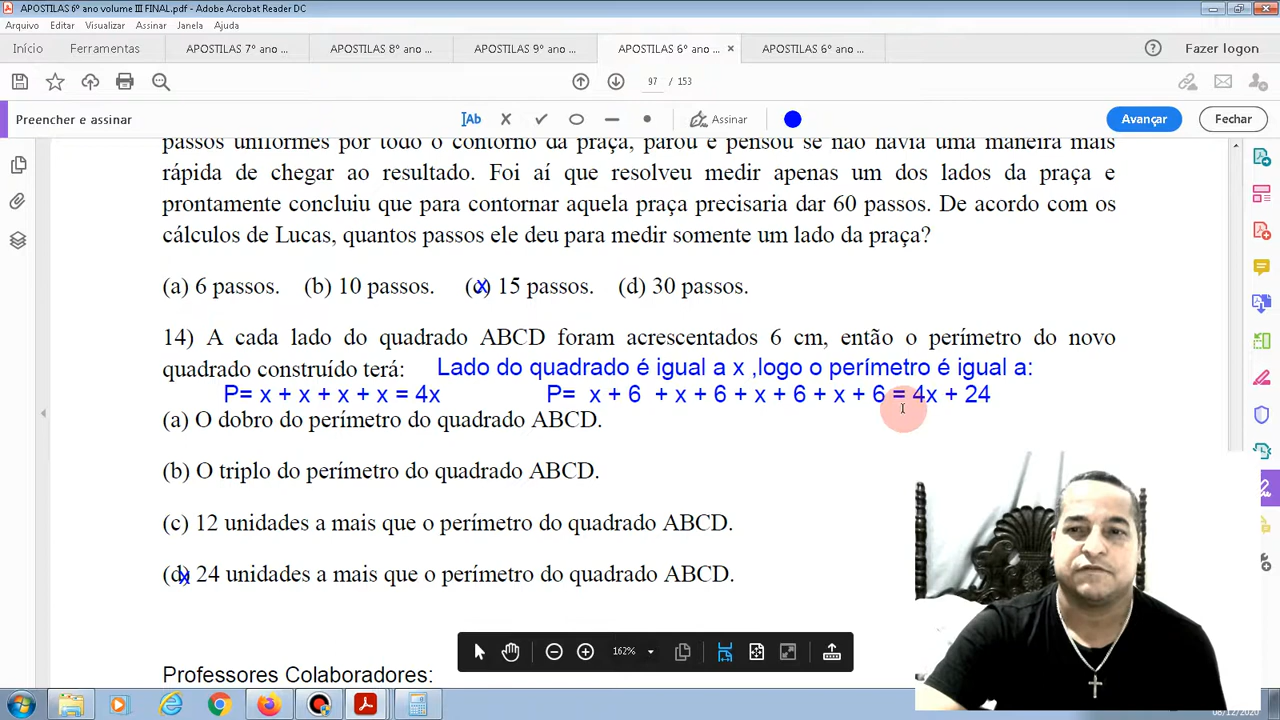 APOSTILAS 6º ano volume III FINAL.pdf - Adobe Acrobat Reader DC
Arquivo Editar Visualizar Assinar Janela Ajuda
Início Ferramentas APOSTILAS 7º ano ... APOSTILAS 8º ano ... APOSTILAS 9º ano ... APOSTILAS 6º ano ... × APOSTILAS 6º ano ... Fazer logon
97 / 153
Preencher e assinar Ab Assinar Avançar Fechar
passos uniformes por todo o contorno da praça, parou e pensou se não havia uma maneira mais
rápida de chegar ao resultado. Foi aí que resolveu medir apenas um dos lados da praça e
prontamente concluiu que para contornar aquela praça precisaria dar 60 passos. De acordo com os
cálculos de Lucas, quantos passos ele deu para medir somente um lado da praça?
(a) 6 passos. (b) 10 passos. (c) 15 passos. (d) 30 passos.
14) A cada lado do quadrado ABCD foram acrescentados 6 cm, então o perímetro do novo
quadrado construído terá: Lado do quadrado é igual a x ,logo o perímetro é igual a:
P= x + x + x + x = 4x P= x + 6 + x + 6 + x + 6 + x + 6 = 4x + 24
(a) O dobro do perímetro do quadrado ABCD.
(b) O triplo do perímetro do quadrado ABCD.
(c) 12 unidades a mais que o perímetro do quadrado ABCD.
(d) 24 unidades a mais que o perímetro do quadrado ABCD.
162%
Professores Colaboradores: